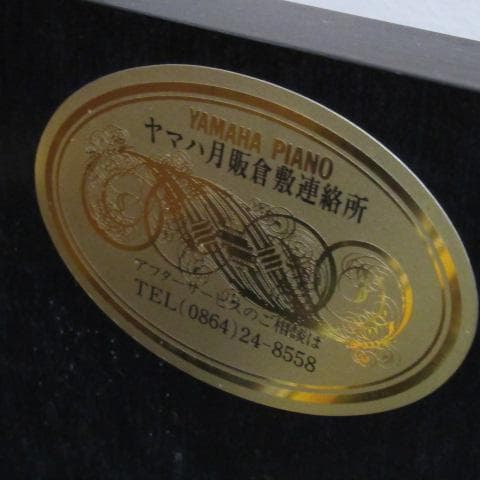 YAMAHA PIANO
ヤマハ月販倉敷連絡所
アフターサービスのご相談は
TEL(0864)24-8558